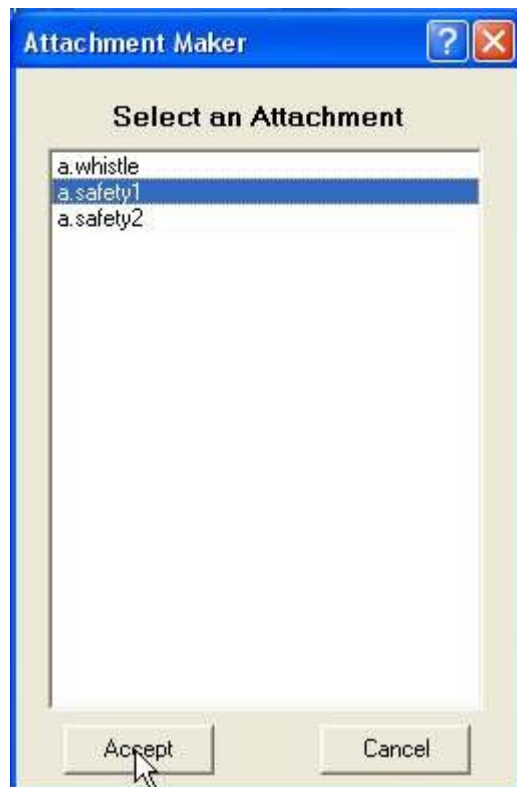 Attachment Maker
Select an Attachment
a.whistle
a.safety1
a.safety2
Accept
Cancel